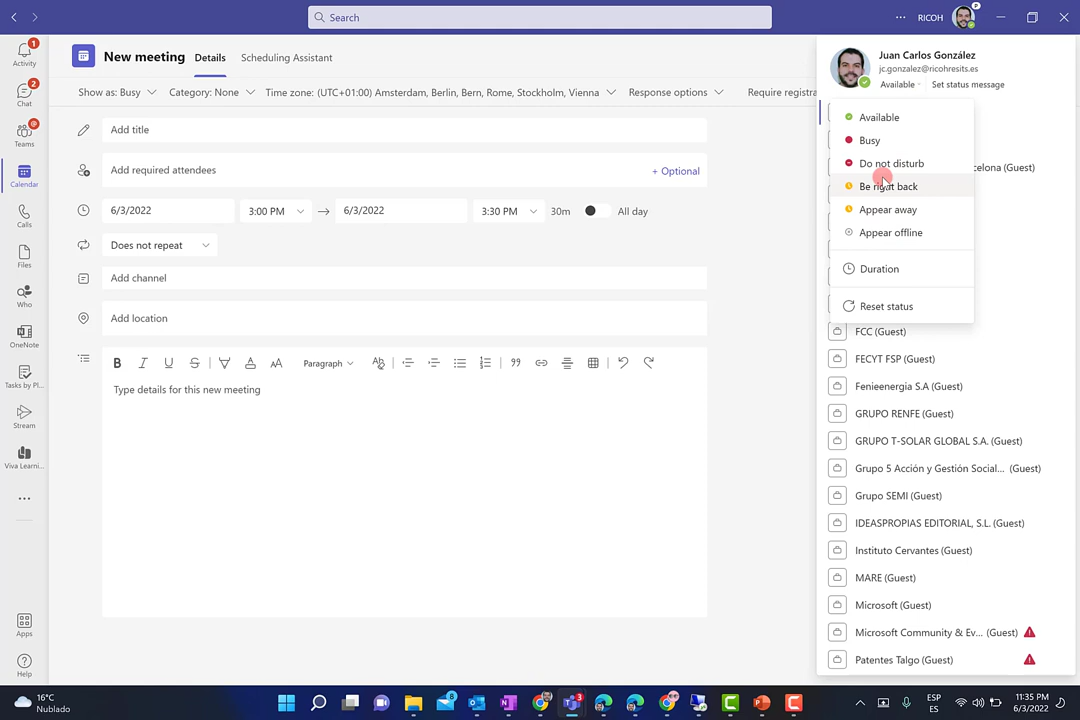 Search
RICOH
P
1
Activity
2
Chat
@
Teams
Calendar
Calls
Files
Who
OneNote
Tasks by Pl...
Stream
Viva Learni...
Apps
Help
New meeting
Details
Scheduling Assistant
Show as: Busy
Category: None
Time zone: (UTC+01:00) Amsterdam, Berlin, Bern, Rome, Stockholm, Vienna
Response options
Require registra
Add title
Add required attendees
+ Optional
6/3/2022
3:00 PM
6/3/2022
3:30 PM
30m
All day
Does not repeat
Add channel
Add location
Paragraph
Type details for this new meeting
Juan Carlos González
jc.gonzalez@ricohresits.es
Available
Set status message
Available
Busy
Do not disturb
Be right back
Appear away
Appear offline
Duration
Reset status
celona (Guest)
FCC (Guest)
FECYT FSP (Guest)
Fenieenergia S.A (Guest)
GRUPO RENFE (Guest)
GRUPO T-SOLAR GLOBAL S.A. (Guest)
Grupo 5 Acción y Gestión Social... (Guest)
Grupo SEMI (Guest)
IDEASPROPIAS EDITORIAL, S.L. (Guest)
Instituto Cervantes (Guest)
MARE (Guest)
Microsoft (Guest)
Microsoft Community & Ev... (Guest)
Patentes Talgo (Guest)
16°C
Nublado
8
3
ESP
ES
11:35 PM
6/3/2022